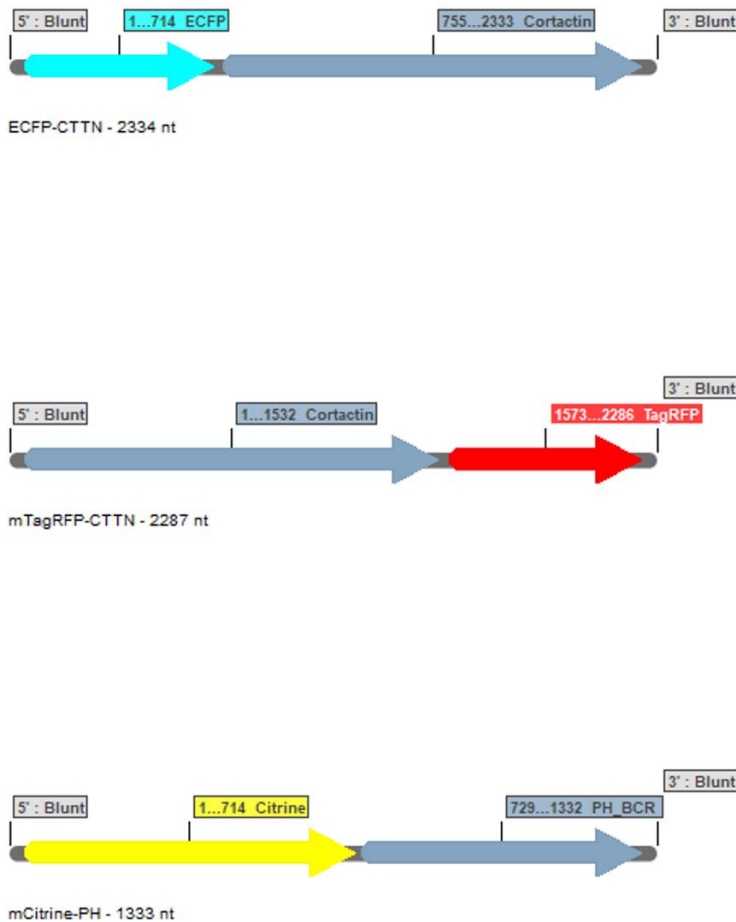 5' : Blunt 1...714 ECFP 755...2333 Cortactin 3' : Blunt
ECFP-CTTN - 2334 nt
3' : Blunt
5' : Blunt 1...1532 Cortactin 1573...2286 TagRFP
mTagRFP-CTTN - 2287 nt
3' : Blunt
5' : Blunt 1...714 Citrine 729...1332 PH_BCR
mCitrine-PH - 1333 nt